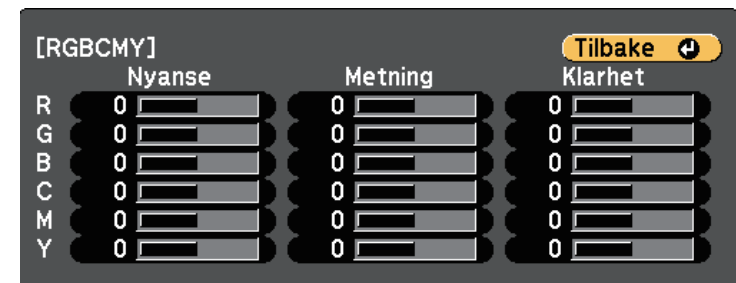 [RGBCMY] Tilbake
Nyanse Metning Klarhet
R 0 0 0
G 0 0 0
B 0 0 0
C 0 0 0
M 0 0 0
Y 0 0 0